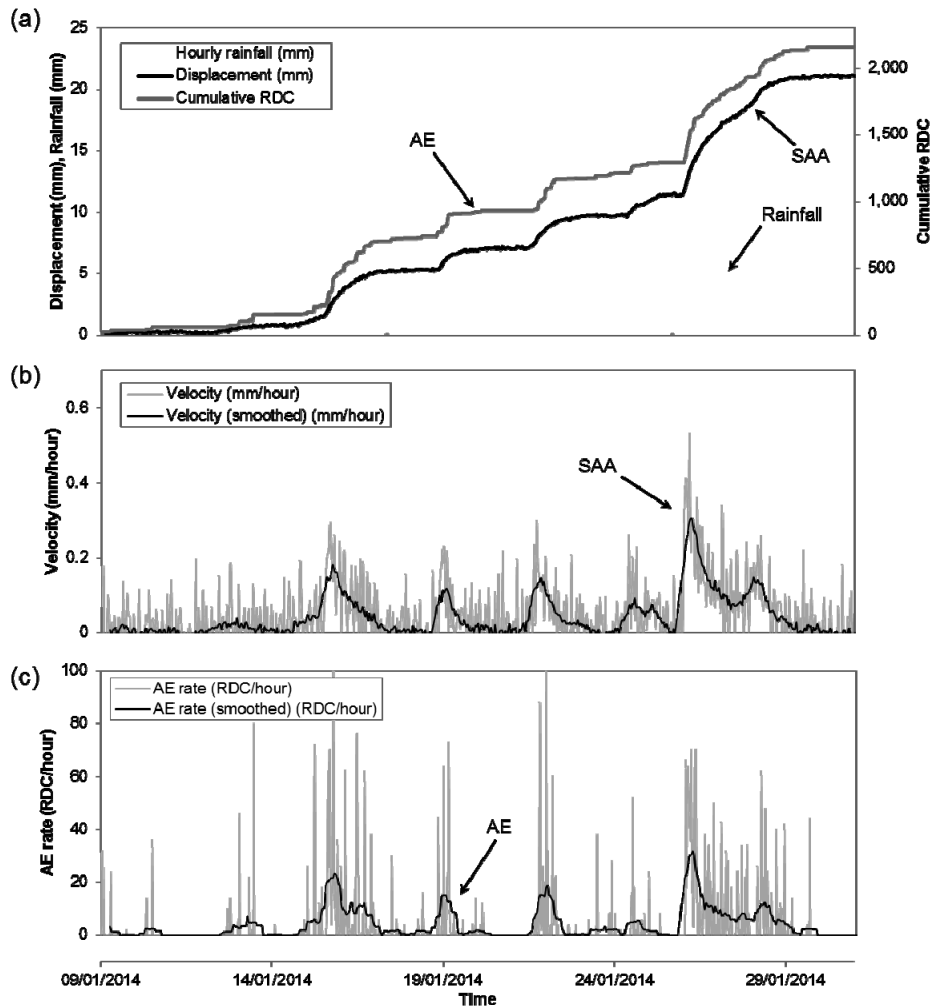 (a)
Hourly rainfall (mm)
Displacement (mm)
Cumulative RDC
AE
SAA
Rainfall
Displacement (mm), Rainfall (mm)
25
20
15
10
5
0
Cumulative RDC
2,000
1,500
1,000
500
0
(b)
Velocity (mm/hour)
Velocity (smoothed) (mm/hour)
SAA
Velocity (mm/hour)
0.6
0.4
0.2
0
(c)
AE rate (RDC/hour)
AE rate (smoothed) (RDC/hour)
AE
AE rate (RDC/hour)
100
80
60
40
20
0
09/01/2014 14/01/2014 19/01/2014 24/01/2014 29/01/2014
Time